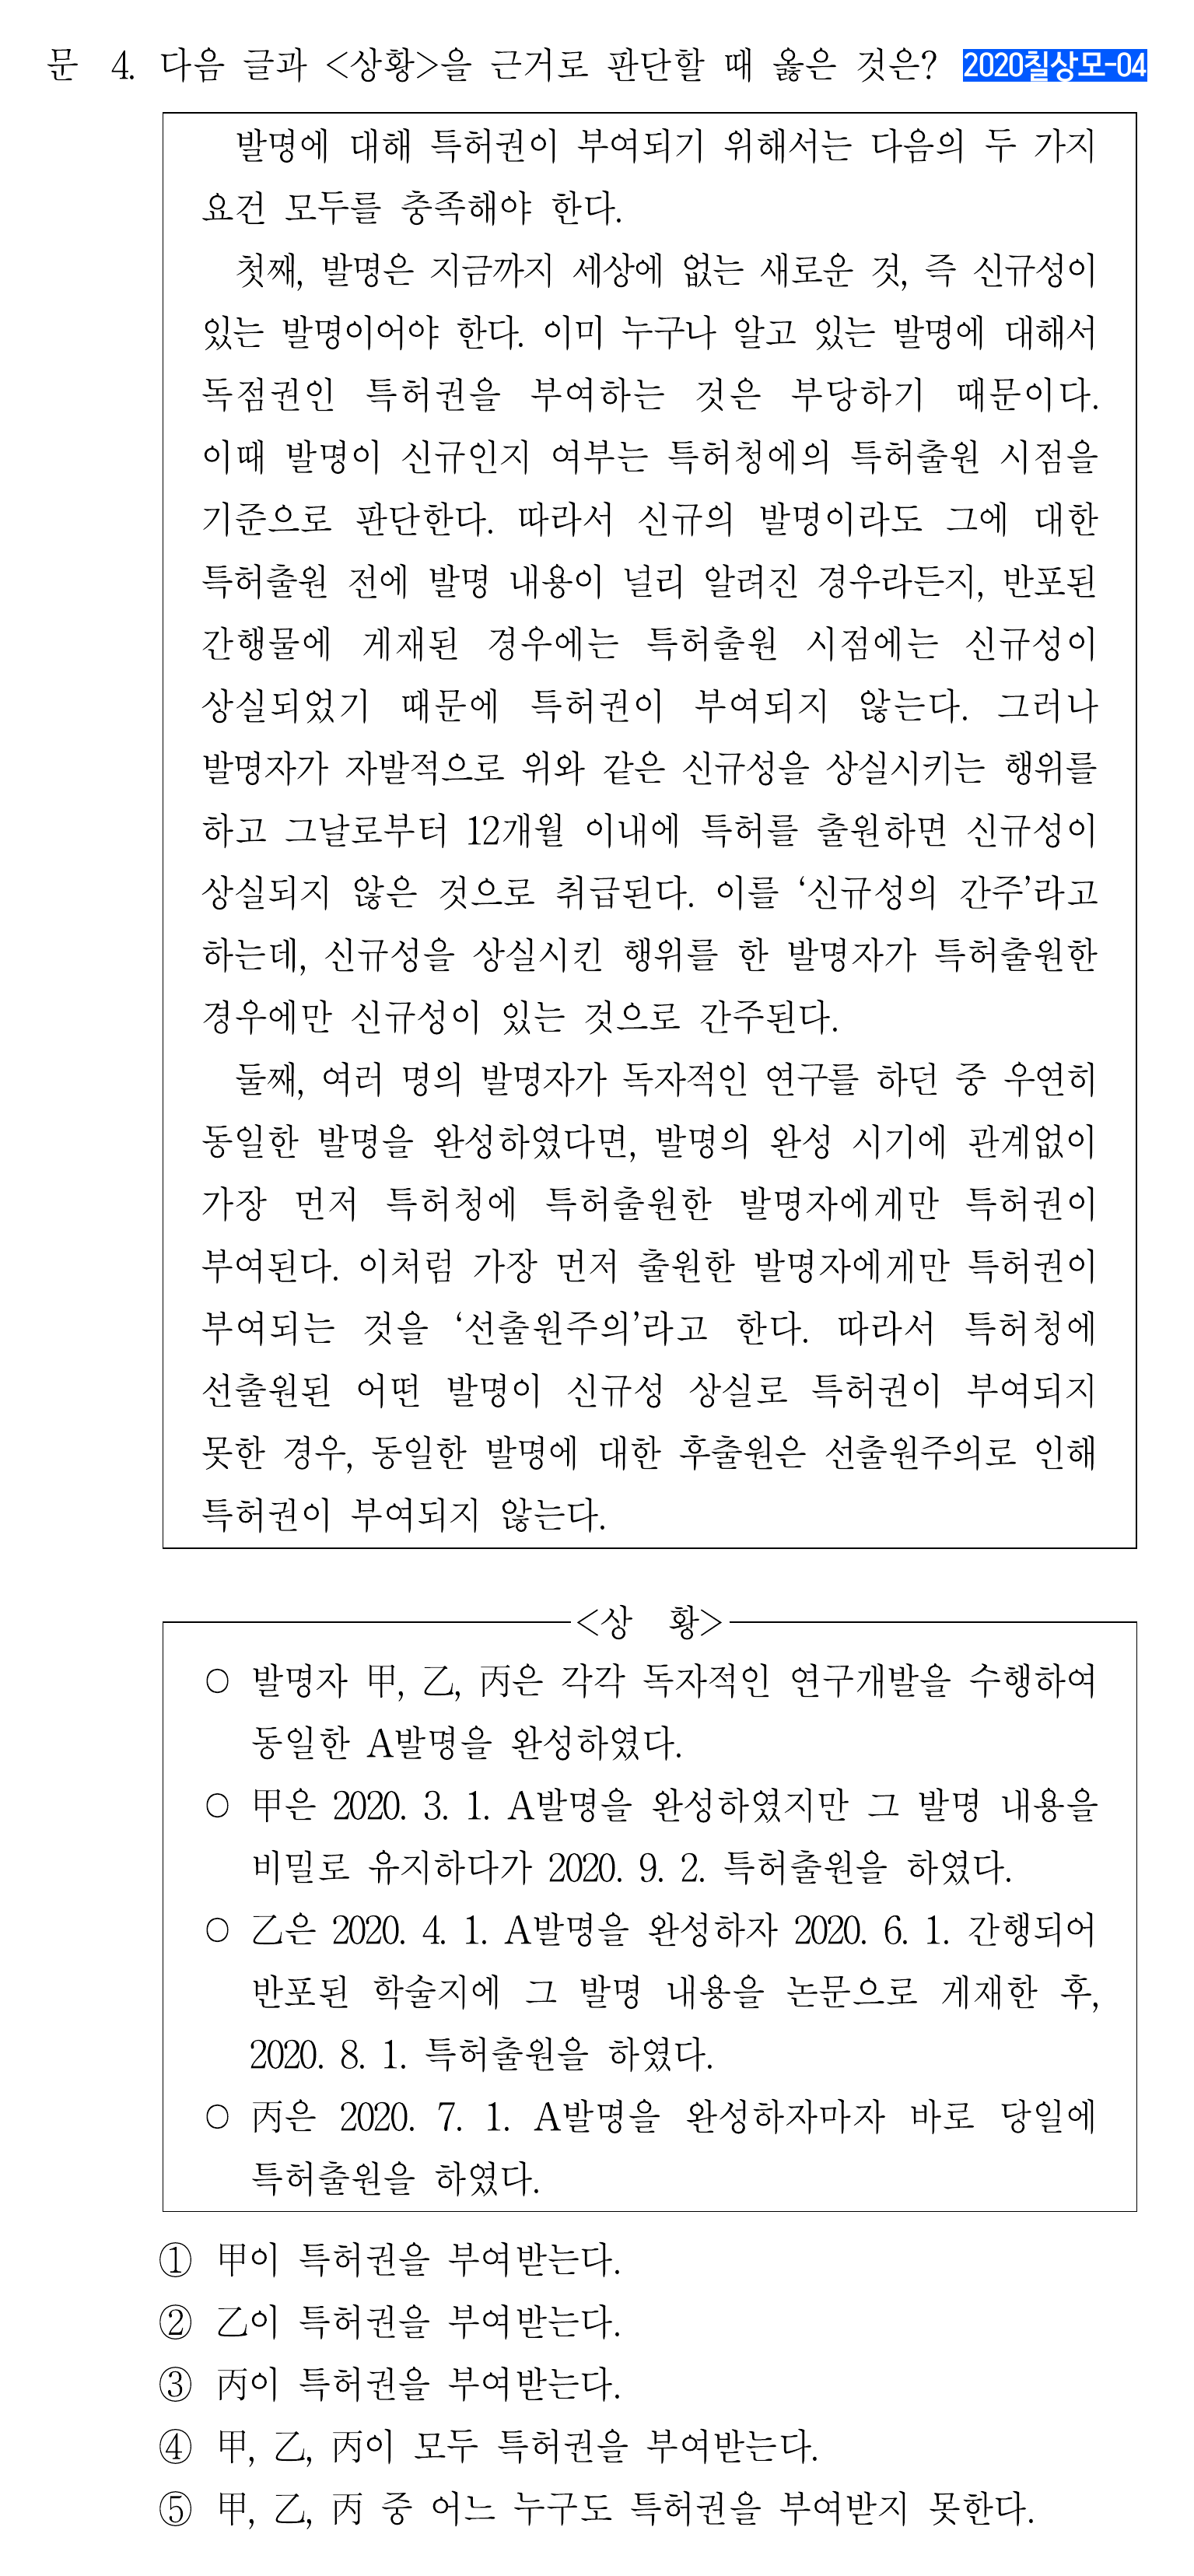 문 4. 다음 글과 <상황>을 근거로 판단할 때 옳은 것은? 2020칠상모-04
발명에 대해 특허권이 부여되기 위해서는 다음의 두 가지
요건 모두를 충족해야 한다.
첫째, 발명은 지금까지 세상에 없는 새로운 것, 즉 신규성이
있는 발명이어야 한다. 이미 누구나 알고 있는 발명에 대해서
독점권인 특허권을 부여하는 것은 부당하기 때문이다.
이때 발명이 신규인지 여부는 특허청에의 특허출원 시점을
기준으로 판단한다. 따라서 신규의 발명이라도 그에 대한
특허출원 전에 발명 내용이 널리 알려진 경우라든지, 반포된
간행물에 게재된 경우에는 특허출원 시점에는 신규성이
상실되었기 때문에 특허권이 부여되지 않는다. 그러나
발명자가 자발적으로 위와 같은 신규성을 상실시키는 행위를
하고 그날로부터 12개월 이내에 특허를 출원하면 신규성이
상실되지 않은 것으로 취급된다. 이를 ‘신규성의 간주’라고
하는데, 신규성을 상실시킨 행위를 한 발명자가 특허출원한
경우에만 신규성이 있는 것으로 간주된다.
둘째, 여러 명의 발명자가 독자적인 연구를 하던 중 우연히
동일한 발명을 완성하였다면, 발명의 완성 시기에 관계없이
가장 먼저 특허청에 특허출원한 발명자에게만 특허권이
부여된다. 이처럼 가장 먼저 출원한 발명자에게만 특허권이
부여되는 것을 ‘선출원주의’라고 한다. 따라서 특허청에
선출원된 어떤 발명이 신규성 상실로 특허권이 부여되지
못한 경우, 동일한 발명에 대한 후출원은 선출원주의로 인해
특허권이 부여되지 않는다.
<상 황>
○ 발명자 甲, 乙, 丙은 각각 독자적인 연구개발을 수행하여
동일한 A발명을 완성하였다.
○ 甲은 2020. 3. 1. A발명을 완성하였지만 그 발명 내용을
비밀로 유지하다가 2020. 9. 2. 특허출원을 하였다.
○ 乙은 2020. 4. 1. A발명을 완성하자 2020. 6. 1. 간행되어
반포된 학술지에 그 발명 내용을 논문으로 게재한 후,
2020. 8. 1. 특허출원을 하였다.
○ 丙은 2020. 7. 1. A발명을 완성하자마자 바로 당일에
특허출원을 하였다.
① 甲이 특허권을 부여받는다.
② 乙이 특허권을 부여받는다.
③ 丙이 특허권을 부여받는다.
④ 甲, 乙, 丙이 모두 특허권을 부여받는다.
⑤ 甲, 乙, 丙 중 어느 누구도 특허권을 부여받지 못한다.